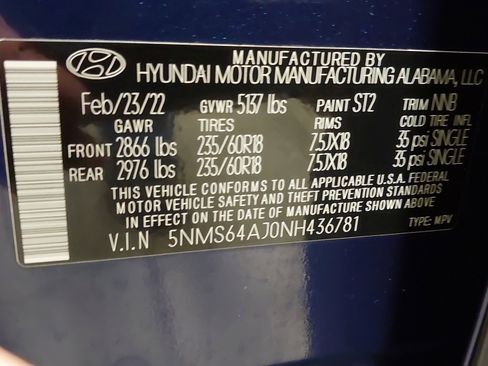 MANUFACTURED BY
HYUNDAI MOTOR MANUFACTURING ALABAMA, LLC
Feb/23/22 GVWR 5137 lbs PAINT ST2 TRIM NNB
GAWR TIRES RIMS COLD TIRE INFL
FRONT 2866 lbs 235/60R18 7.5JX18 35 psi SINGLE
REAR 2976 lbs 235/60R18 7.5JX18 35 psi SINGLE
THIS VEHICLE CONFORMS TO ALL APPLICABLE U.S.A. FEDERAL
MOTOR VEHICLE SAFETY AND THEFT PREVENTION STANDARDS
IN EFFECT ON THE DATE OF MANUFACTURE SHOWN ABOVE
V.I.N 5NMS64AJ0NH436781 TYPE: MPV